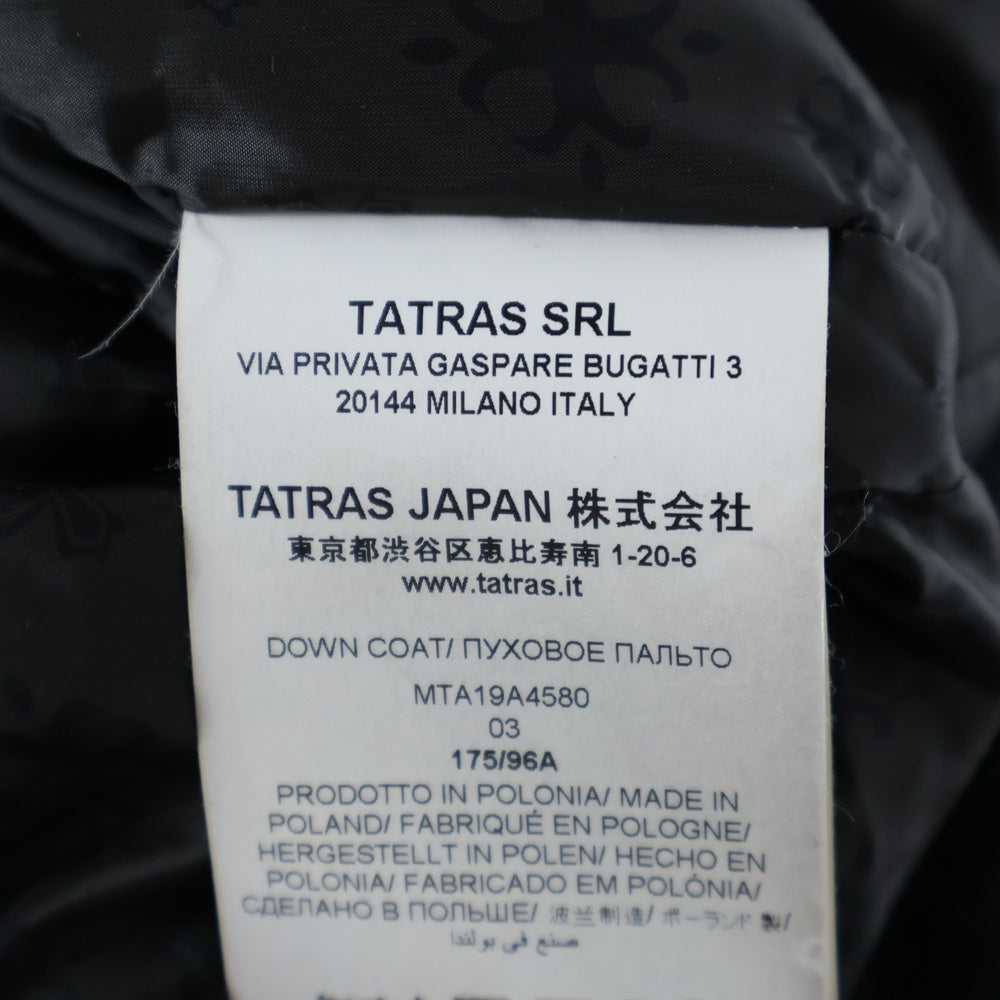 TATRAS SRL
VIA PRIVATA GASPARE BUGATTI 3
20144 MILANO ITALY
TATRAS JAPAN 株式会社
東京都渋谷区恵比寿南 1-20-6
www.tatras.it
DOWN COAT/ ПУХОВОЕ ПАЛЬТО
MTA19A4580
03
175/96A
PRODOTTO IN POLONIA/ MADE IN
POLAND/ FABRIQUÉ EN POLOGNE/
HERGESTELLT IN POLEN/ HECHO EN
POLONIA/ FABRICADO EM POLÓNIA/
СДЕЛАНО В ПОЛЬШЕ/ 波兰制造/ ポーランド 製/
صنع في بولندا